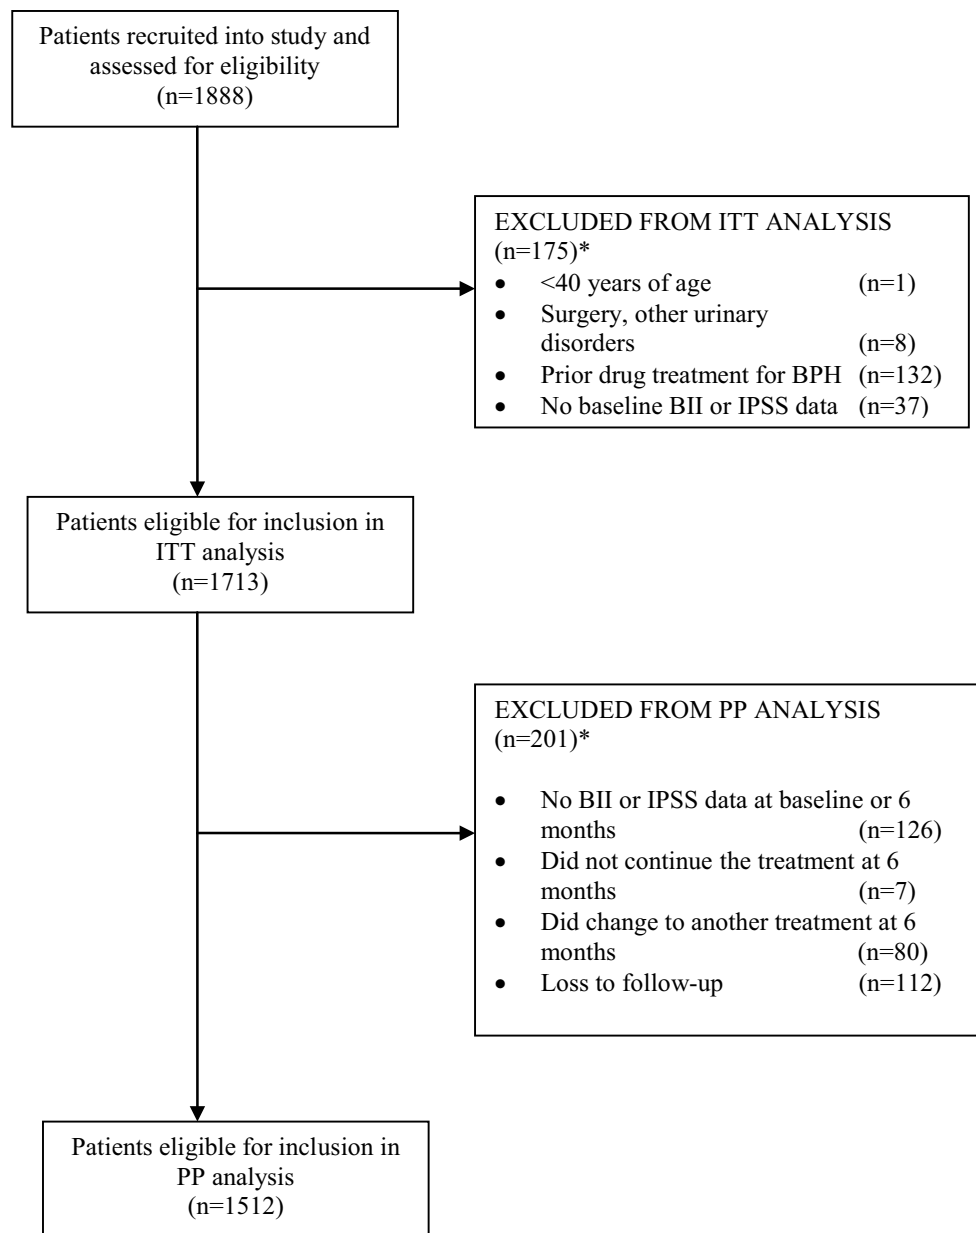 Patients recruited into study and
assessed for eligibility
(n=1888)
EXCLUDED FROM ITT ANALYSIS
(n=175)*
• <40 years of age (n=1)
• Surgery, other urinary
disorders (n=8)
• Prior drug treatment for BPH (n=132)
• No baseline BII or IPSS data (n=37)
Patients eligible for inclusion in
ITT analysis
(n=1713)
EXCLUDED FROM PP ANALYSIS
(n=201)*
• No BII or IPSS data at baseline or 6
months (n=126)
• Did not continue the treatment at 6
months (n=7)
• Did change to another treatment at 6
months (n=80)
• Loss to follow-up (n=112)
Patients eligible for inclusion in
PP analysis
(n=1512)